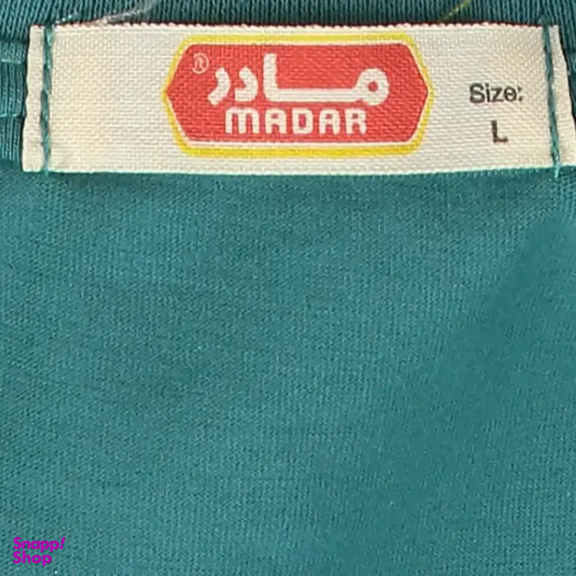 مادر®
MADAR
Size:
L
Snapp!
Shop